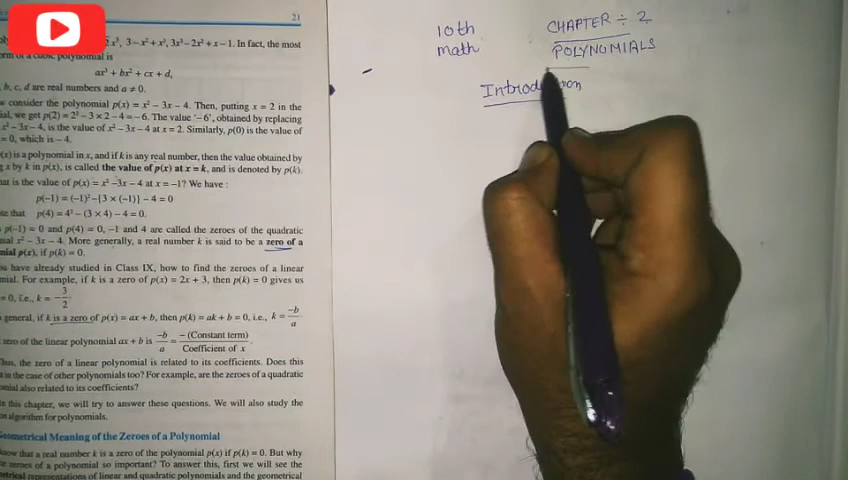 21
2x³, 3 – x² + x³, 3x³ – 2x² + x – 1. In fact, the most
form of a cubic polynomial is
ax³ + bx² + cx + d,
b, c, d are real numbers and a ≠ 0.
consider the polynomial p(x) = x² – 3x – 4. Then, putting x = 2 in the
ial, we get p(2) = 2² – 3 × 2 – 4 = – 6. The value ‘– 6’, obtained by replacing
x² – 3x – 4, is the value of x² – 3x – 4 at x = 2. Similarly, p(0) is the value of
= 0, which is – 4.
(x) is a polynomial in x, and if k is any real number, then the value obtained by
g x by k in p(x), is called the value of p(x) at x = k, and is denoted by p(k).
hat is the value of p(x) = x² – 3x – 4 at x = –1? We have :
p(–1) = (–1)² – {3 × (–1)} – 4 = 0
that p(4) = 4² – (3 × 4) – 4 = 0.
p(–1) = 0 and p(4) = 0, –1 and 4 are called the zeroes of the quadratic
ial x² – 3x – 4. More generally, a real number k is said to be a zero of a
mial p(x), if p(k) = 0.
have already studied in Class IX, how to find the zeroes of a linear
mial. For example, if k is a zero of p(x) = 2x + 3, then p(k) = 0 gives us
= 0, i.e., k = –3/2
general, if k is a zero of p(x) = ax + b, then p(k) = ak + b = 0, i.e., k = –b/a
zero of the linear polynomial ax + b is –b/a = –(Constant term)/Coefficient of x.
Thus, the zero of a linear polynomial is related to its coefficients. Does this
in the case of other polynomials too? For example, are the zeroes of a quadratic
omial also related to its coefficients?
in this chapter, we will try to answer these questions. We will also study the
algorithm for polynomials.
Geometrical Meaning of the Zeroes of a Polynomial
know that a real number k is a zero of the polynomial p(x) if p(k) = 0. But why
zeroes of a polynomial so important? To answer this, first we will see the
etrical representations of linear and quadratic polynomials and the geometrical
10th CHAPTER ÷ 2
math POLYNOMIALS